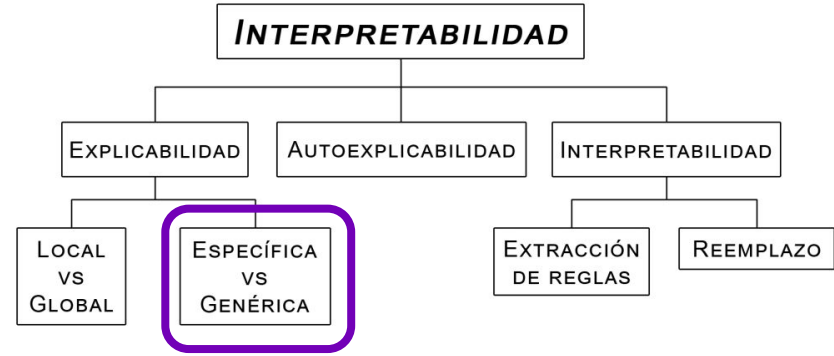 INTERPRETABILIDAD
EXPLICABILIDAD
AUTOEXPLICABILIDAD
INTERPRETABILIDAD
LOCAL
VS
GLOBAL
ESPECÍFICA
VS
GENÉRICA
EXTRACCIÓN
DE REGLAS
REEMPLAZO